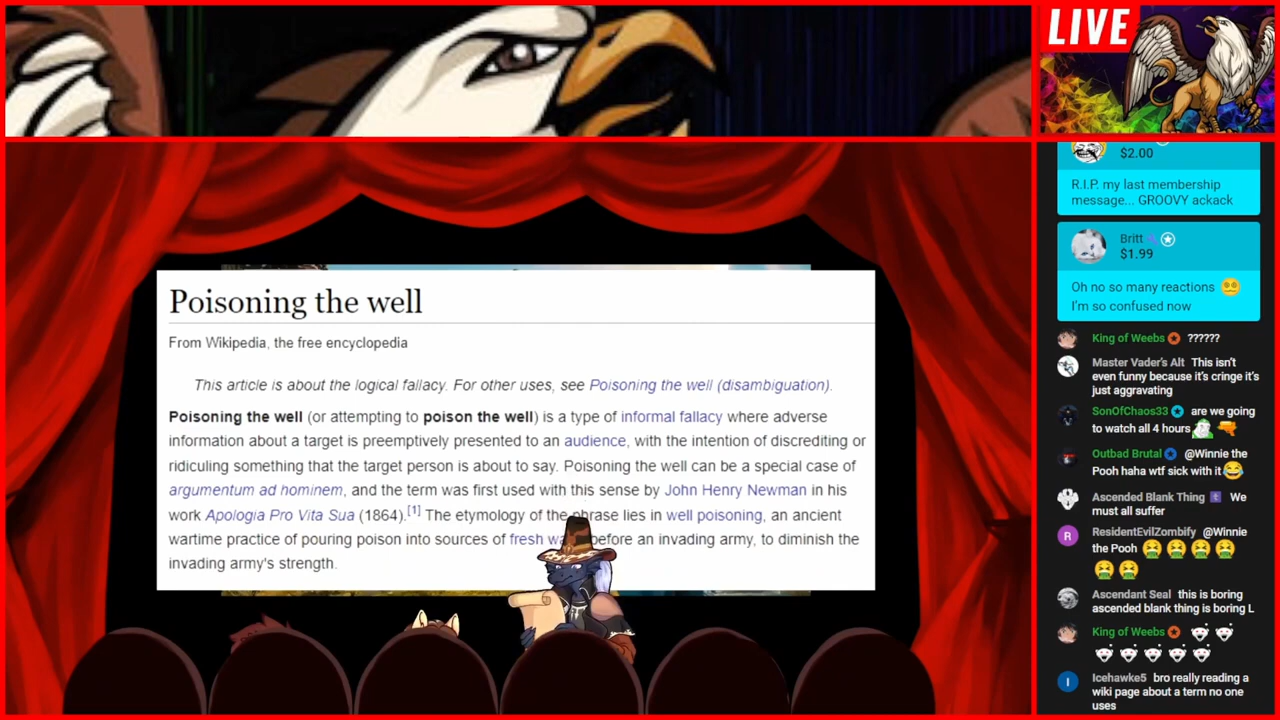 LIVE
Poisoning the well
From Wikipedia, the free encyclopedia
This article is about the logical fallacy. For other uses, see Poisoning the well (disambiguation).
Poisoning the well (or attempting to poison the well) is a type of informal fallacy where adverse
information about a target is preemptively presented to an audience, with the intention of discrediting or
ridiculing something that the target person is about to say. Poisoning the well can be a special case of
argumentum ad hominem, and the term was first used with this sense by John Henry Newman in his
work Apologia Pro Vita Sua (1864).[1] The etymology of the phrase lies in well poisoning, an ancient
wartime practice of pouring poison into sources of fresh before an invading army, to diminish the
invading army's strength.
$2.00
R.I.P. my last membership
message... GROOVY ackack
Britt
$1.99
Oh no so many reactions
I'm so confused now
King of Weebs ??????
Master Vader's Alt This isn't
even funny because it's cringe it's
just aggravating
SonOfChaos33 are we going
to watch all 4 hours
Outbad Brutal @Winnie the
Pooh haha wtf sick with it
Ascended Blank Thing We
must all suffer
R ResidentEvilZombify @Winnie
the Pooh
Ascendant Seal this is boring
ascended blank thing is boring L
King of Weebs
I Icehawke5 bro really reading a
wiki page about a term no one
uses